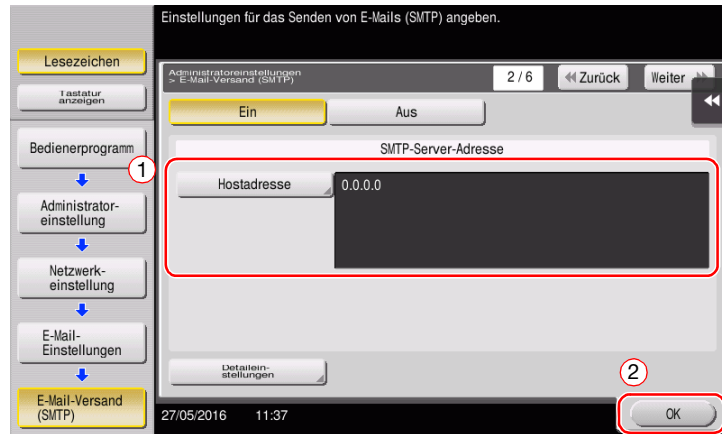 Einstellungen für das Senden von E-Mails (SMTP) angeben.
Lesezeichen
Tastatur
anzeigen
Bedienerprogramm
Administrator-
einstellung
Netzwerk-
einstellung
E-Mail-
Einstellungen
E-Mail-Versand
(SMTP)
Administratoreinstellungen
> E-Mail-Versand (SMTP)
2 / 6
Zurück
Weiter
Ein
Aus
SMTP-Server-Adresse
1
Hostadresse
0.0.0.0
Detailein-
stellungen
2
27/05/2016 11:37
OK